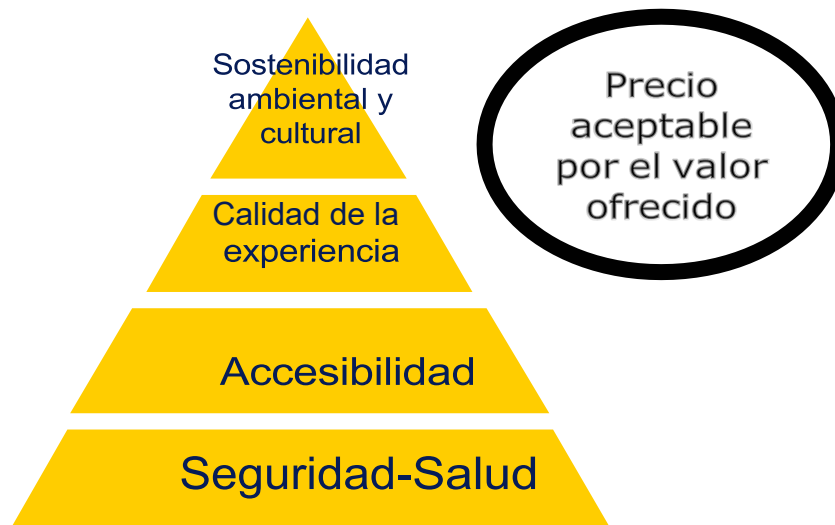 Sostenibilidad
ambiental y
cultural
Precio
aceptable
por el valor
ofrecido
Calidad de la
experiencia
Accesibilidad
Seguridad-Salud